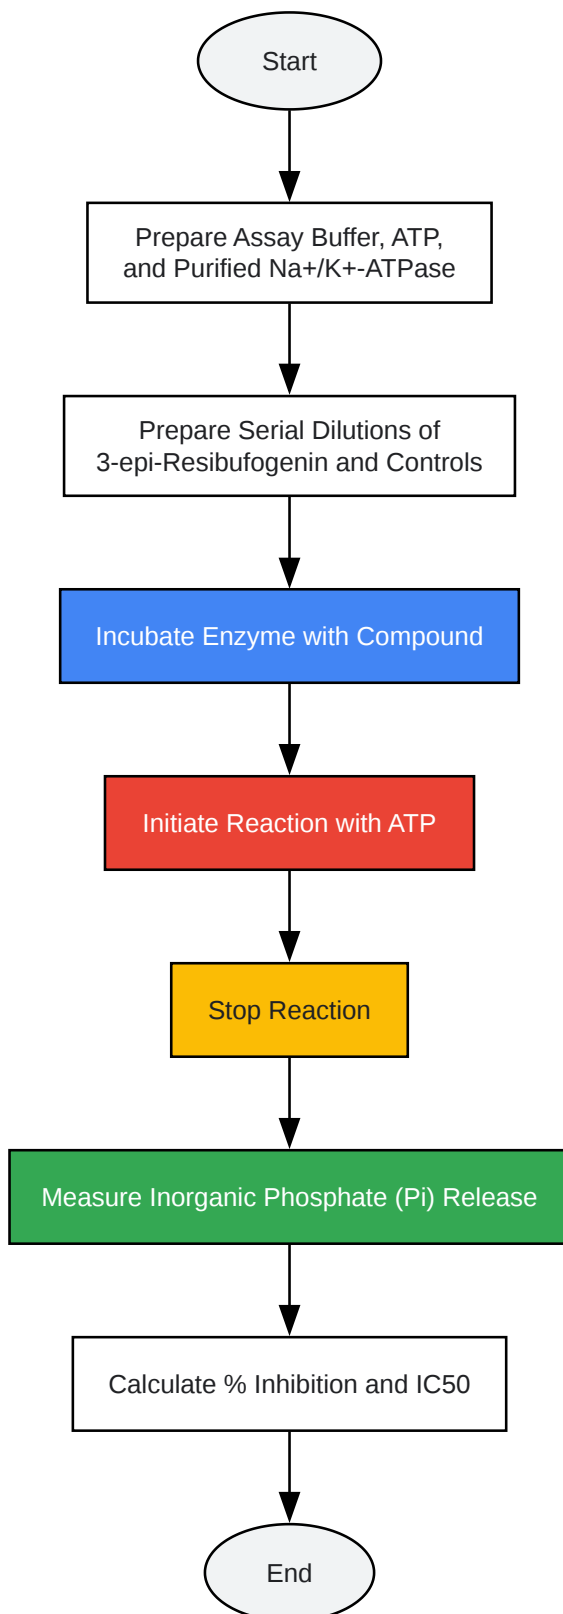 Start
Prepare Assay Buffer, ATP,
and Purified Na+/K+-ATPase
Prepare Serial Dilutions of
3-epi-Resibufogenin and Controls
Incubate Enzyme with Compound
Initiate Reaction with ATP
Stop Reaction
Measure Inorganic Phosphate (Pi) Release
Calculate % Inhibition and IC50
End